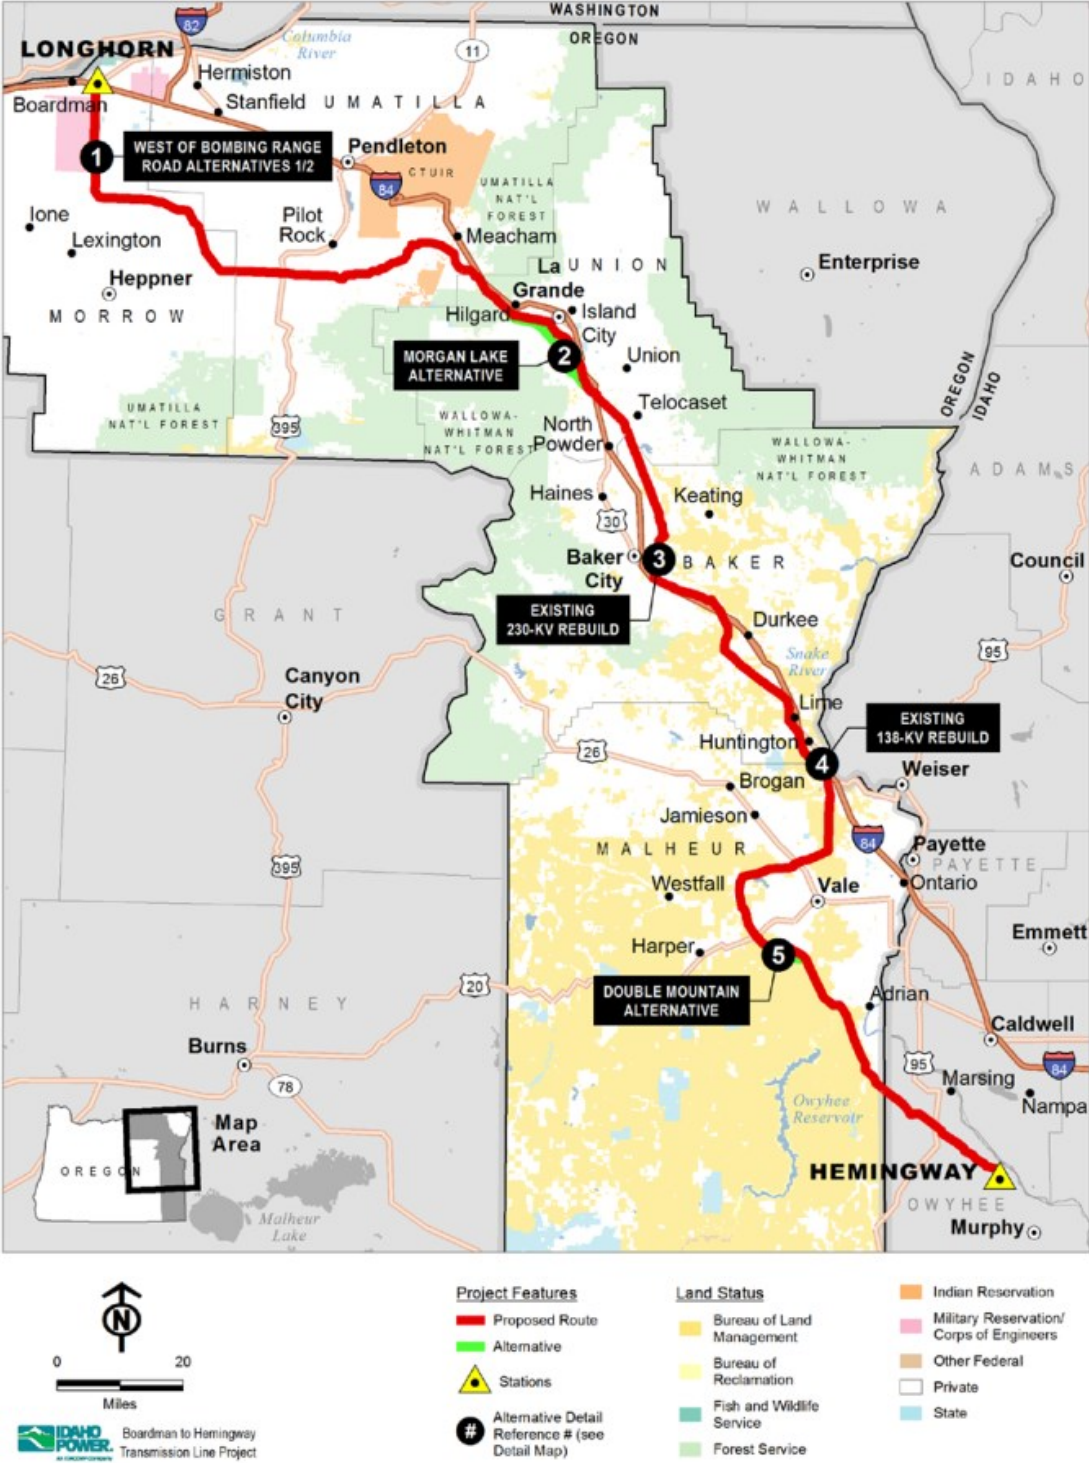 WASHINGTON
OREGON
82
LONGHORN
Columbia
River
11
IDAHO
Hermiston
Boardman
Stanfield
UMATILLA
1
WEST OF BOMBING RANGE
ROAD ALTERNATIVES 1/2
Pendleton
CTUIR
84
UMATILLA
NAT'L
FOREST
WALLOWA
Ione
Lexington
Pilot
Rock
Meacham
Heppner
La
Grande
UNION
Enterprise
MORROW
Hilgard
Island
City
MORGAN LAKE
ALTERNATIVE
2
Union
OREGON
IDAHO
UMATILLA
NAT'L FOREST
395
WALLOWA-
WHITMAN
NAT'L FOREST
Telocaset
North
Powder
WALLOWA-
WHITMAN
NAT'L FOREST
ADAMS
Haines
30
Keating
Baker
City
3
BAKER
Council
EXISTING
230-KV REBUILD
GRANT
Durkee
Snake
River
95
26
Canyon
City
Lime
EXISTING
138-KV REBUILD
Huntington
26
4
Weiser
Brogan
Jamieson
84
MALHEUR
Payette
PAYETTE
395
Westfall
Vale
Ontario
Harper
5
Emmett
DOUBLE MOUNTAIN
ALTERNATIVE
20
HARNEY
Adrian
Burns
Caldwell
95
84
78
Marsing
Nampa
Owyhee
Reservoir
Map
Area
OREGON
HEMINGWAY
OWYHEE
Malheur
Lake
Murphy
N
0 20
Miles
IDAHO
POWER
Boardman to Hemingway
Transmission Line Project
Project Features
Proposed Route
Alternative
Stations
#
Alternative Detail
Reference # (see
Detail Map)
Land Status
Bureau of Land
Management
Bureau of
Reclamation
Fish and Wildlife
Service
Forest Service
Indian Reservation
Military Reservation/
Corps of Engineers
Other Federal
Private
State